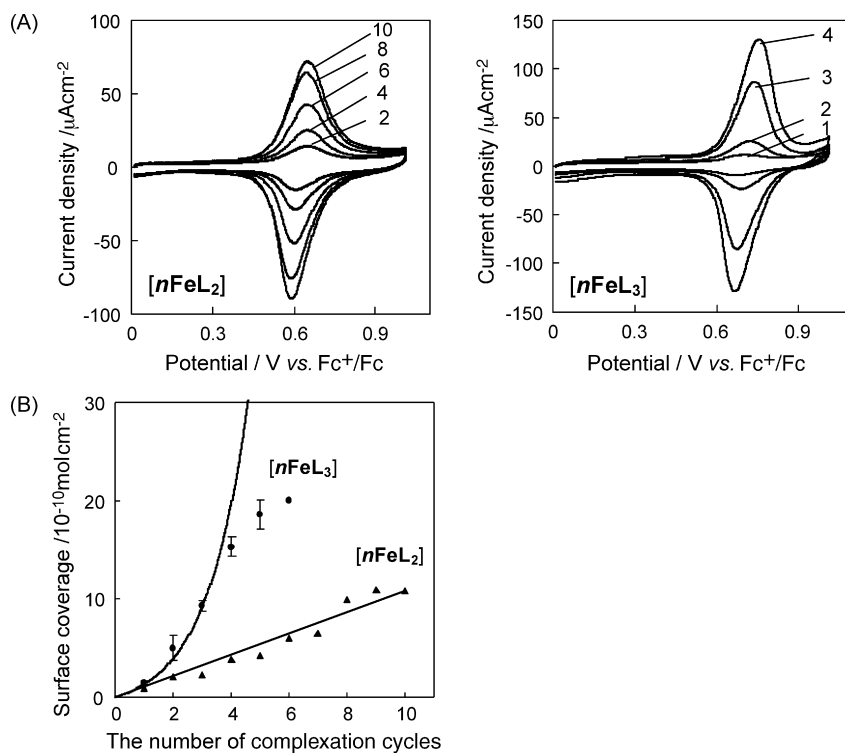 (A)
100
50
0
-50
-100
Current density /μAcm⁻²
10
8
6
4
2
[nFeL₂]
0 0.3 0.6 0.9
Potential / V vs. Fc⁺/Fc
150
100
50
0
-50
-100
-150
Current density /μAcm⁻²
4
3
2
1
[nFeL₃]
0 0.3 0.6 0.9
Potential / V vs. Fc⁺/Fc
(B)
30
20
10
0
Surface coverage /10⁻¹⁰molcm⁻²
[nFeL₃]
[nFeL₂]
0 2 4 6 8 10
The number of complexation cycles